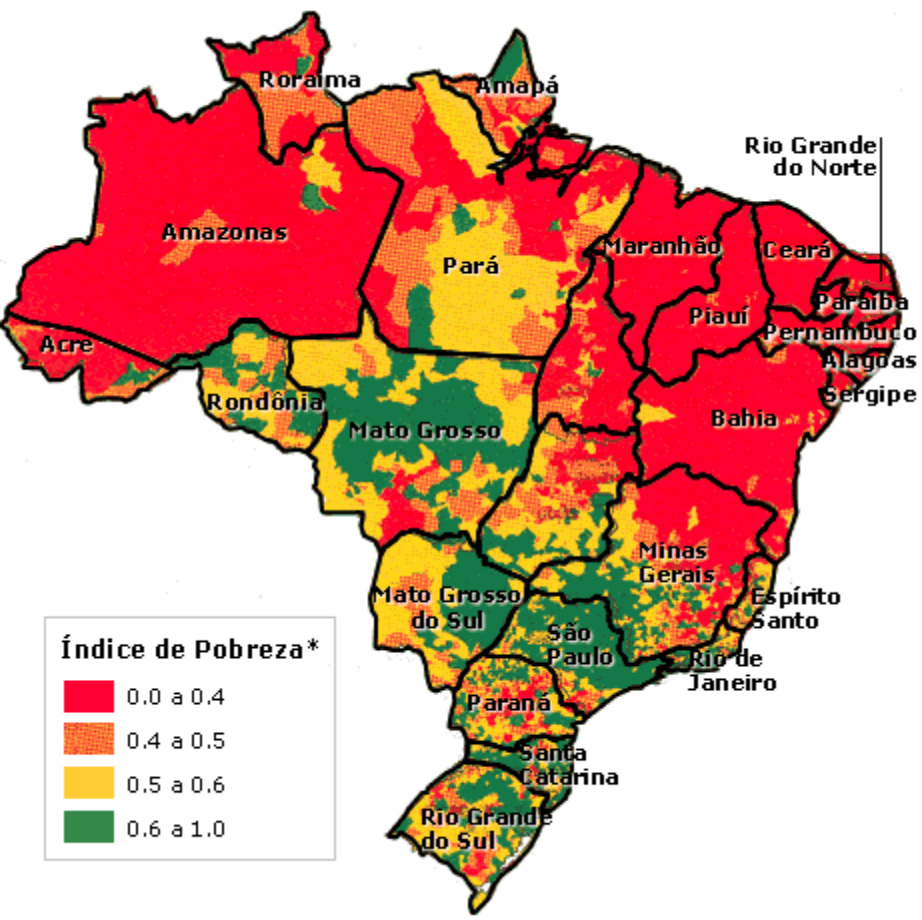 Roraima
Amapá
Rio Grande
do Norte
Amazonas
Maranhão
Ceará
Pará
Paraíba
Piauí
Pernambuco
Acre
Alagoas
Sergipe
Rondônia
Bahia
Mato Grosso
Minas
Gerais
Mato Grosso
do Sul
Espírito
Santo
São
Paulo
Rio de
Janeiro
Paraná
Santa
Catarina
Rio Grande
do Sul
Índice de Pobreza*
0.0 a 0.4
0.4 a 0.5
0.5 a 0.6
0.6 a 1.0